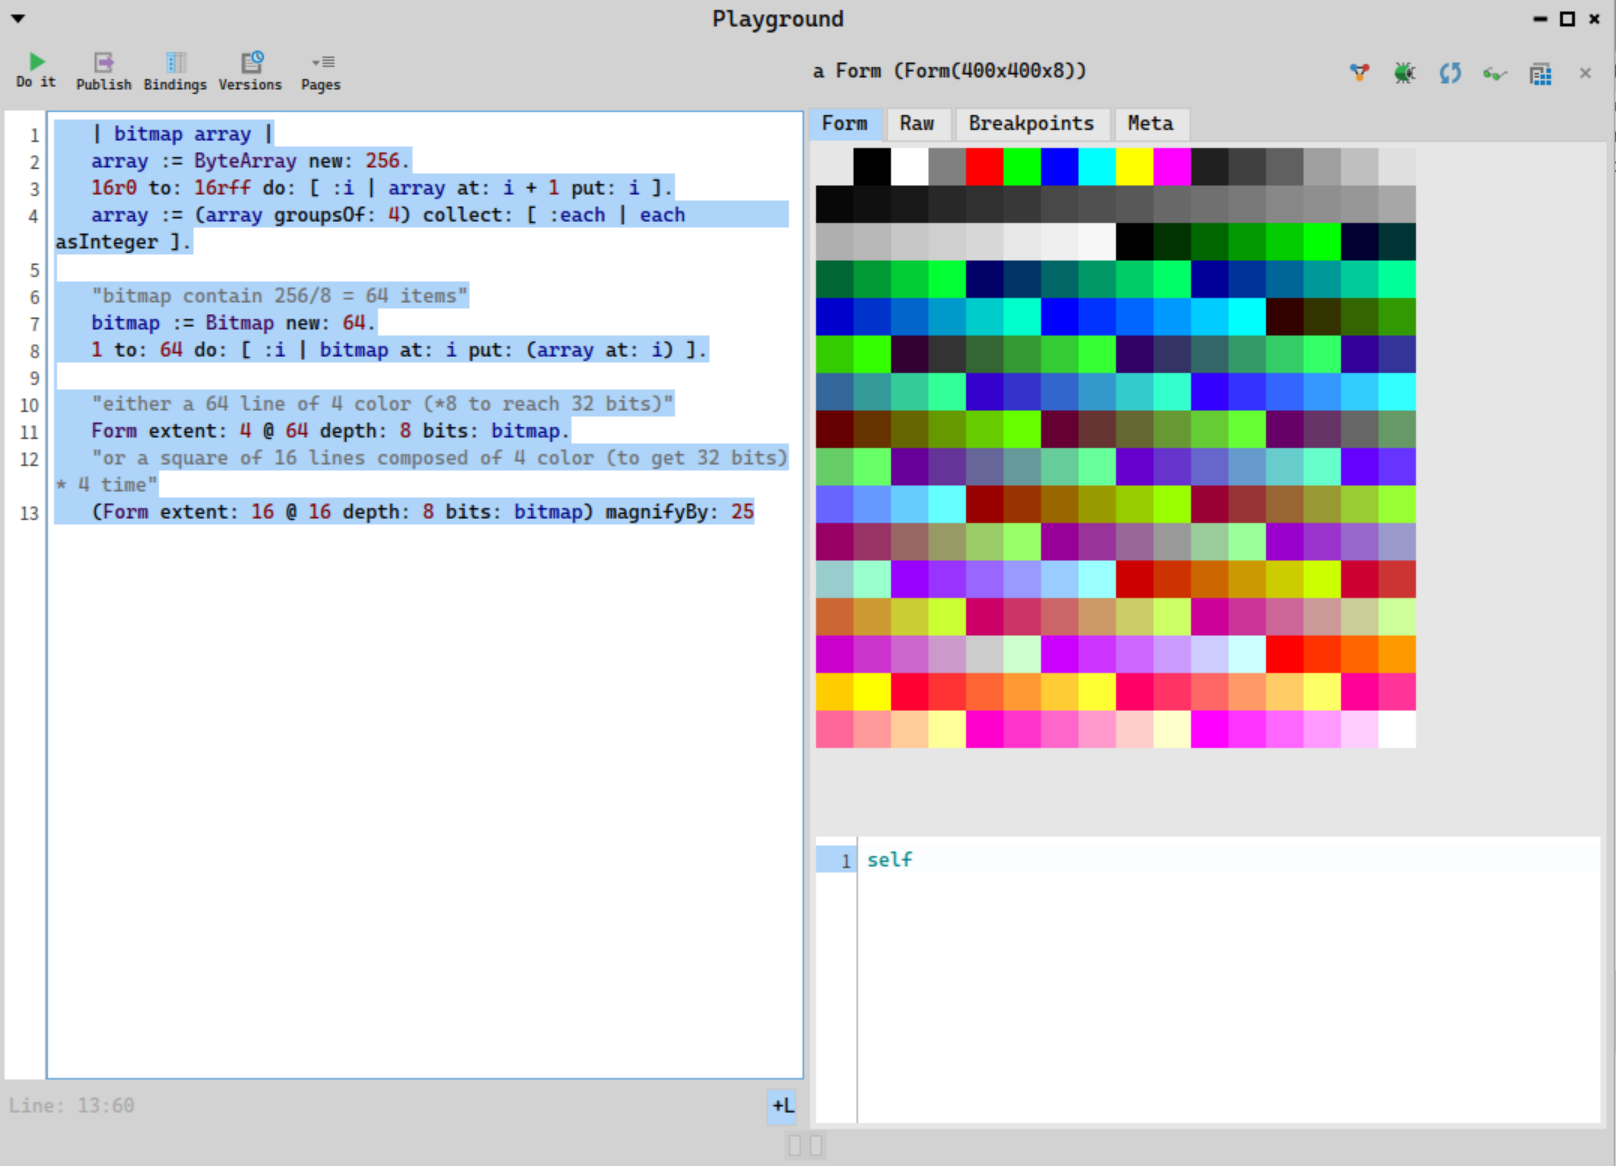 Playground
Do it
Publish
Bindings
Versions
Pages
a Form (Form(400x400x8))
Form
Raw
Breakpoints
Meta
1 | bitmap array |
2 array := ByteArray new: 256.
3 16r0 to: 16rff do: [ :i | array at: i + 1 put: i ].
4 array := (array groupsOf: 4) collect: [ :each | each
asInteger ].
5
6 "bitmap contain 256/8 = 64 items"
7 bitmap := Bitmap new: 64.
8 1 to: 64 do: [ :i | bitmap at: i put: (array at: i) ].
9
10 "either a 64 line of 4 color (*8 to reach 32 bits)"
11 Form extent: 4 @ 64 depth: 8 bits: bitmap.
12 "or a square of 16 lines composed of 4 color (to get 32 bits)
* 4 time"
13 (Form extent: 16 @ 16 depth: 8 bits: bitmap) magnifyBy: 25
1 self
Line: 13:60
+L